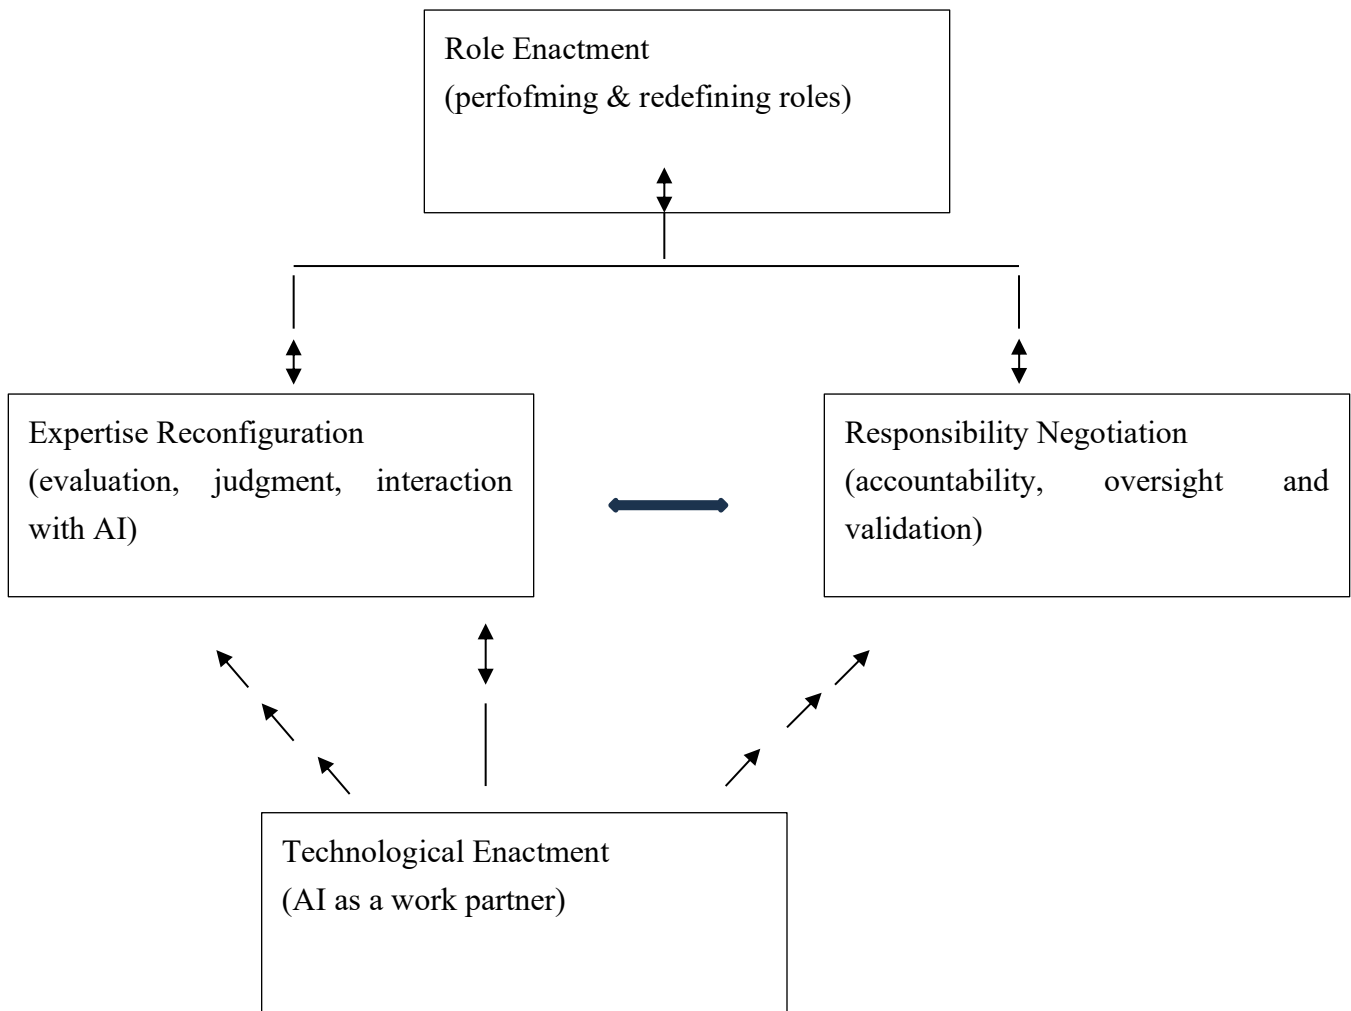 Role Enactment
(perfofming & redefining roles)
Expertise Reconfiguration
(evaluation, judgment, interaction
with AI)
Responsibility Negotiation
(accountability, oversight and
validation)
Technological Enactment
(AI as a work partner)